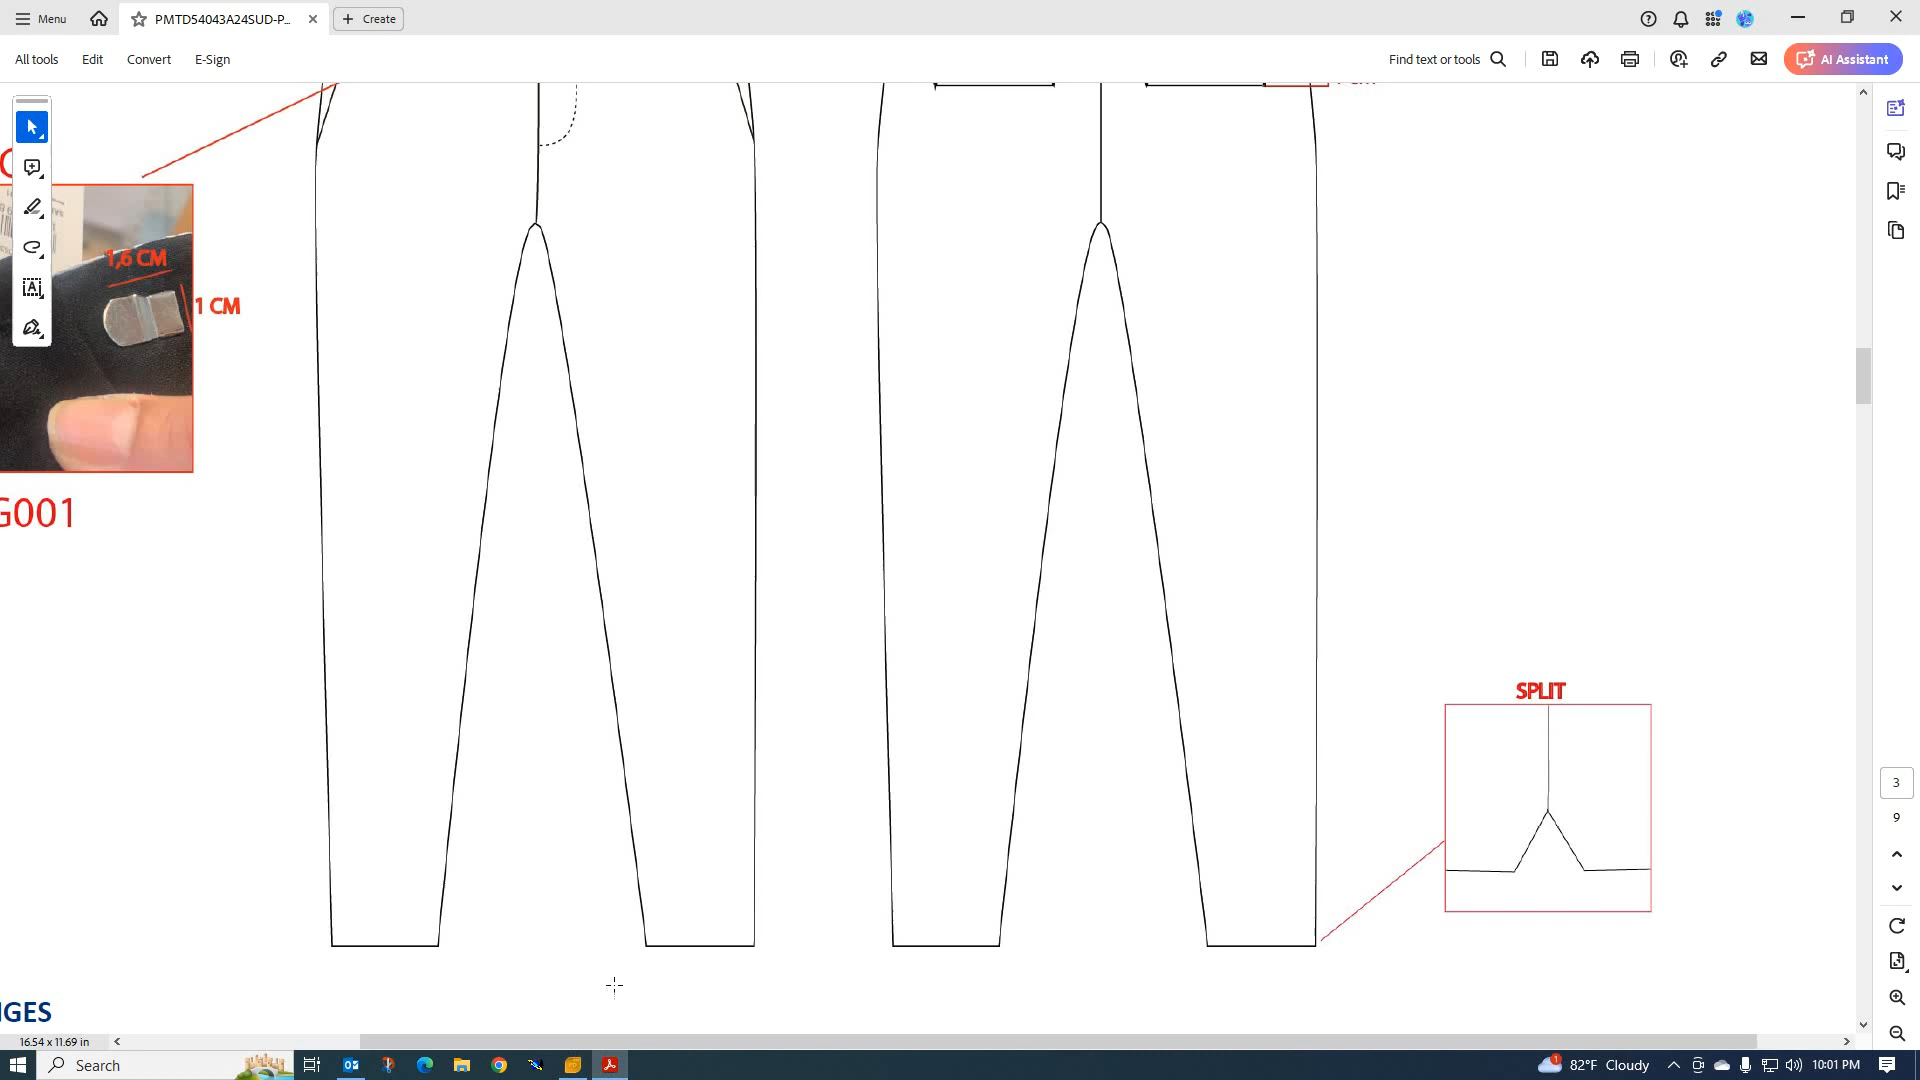 Menu
PMTD54043A24SUD-P...
Create
All tools
Edit
Convert
E-Sign
Find text or tools
AI Assistant
1,6 CM
1 CM
G001
SPLIT
3
9
NGES
16.54 x 11.69 in
Search
82°F Cloudy
10:01 PM